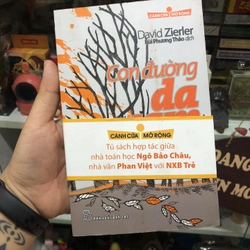 CÁNH CỬA MỞ RỘNG
David Zierler
Bùi Phương Thảo dịch
Con đường
da
CÁNH CỬA MỞ RỘNG
Tủ sách hợp tác giữa
nhà toán học Ngô Bảo Châu,
nhà văn Phan Việt với NXB Trẻ